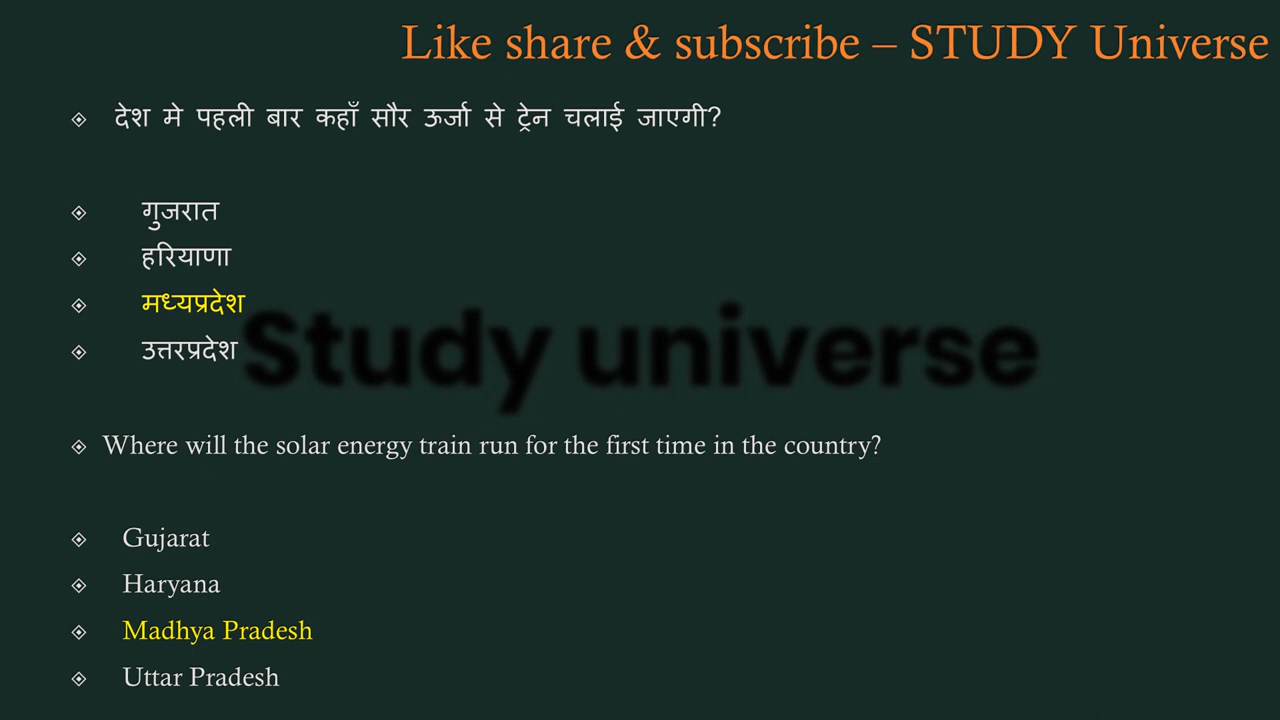 Like share & subscribe – STUDY Universe
देश मे पहली बार कहाँ सौर ऊर्जा से ट्रेन चलाई जाएगी?
गुजरात
हरियाणा
मध्यप्रदेश
उत्तरप्रदेश
Study universe
Where will the solar energy train run for the first time in the country?
Gujarat
Haryana
Madhya Pradesh
Uttar Pradesh